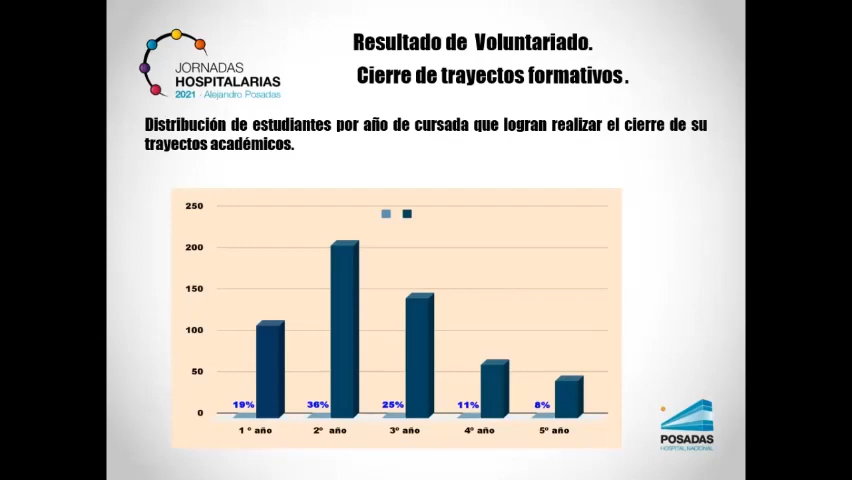 Resultado de Voluntariado.
Cierre de trayectos formativos.
JORNADAS
HOSPITALARIAS
2021 - Alejandro Posadas
Distribución de estudiantes por año de cursada que logran realizar el cierre de su
trayectos académicos.
250
200
150
100
50
0
19% 36% 25% 11% 8%
1 º año 2º año 3º año 4º año 5º año
POSADAS
HOSPITAL NACIONAL